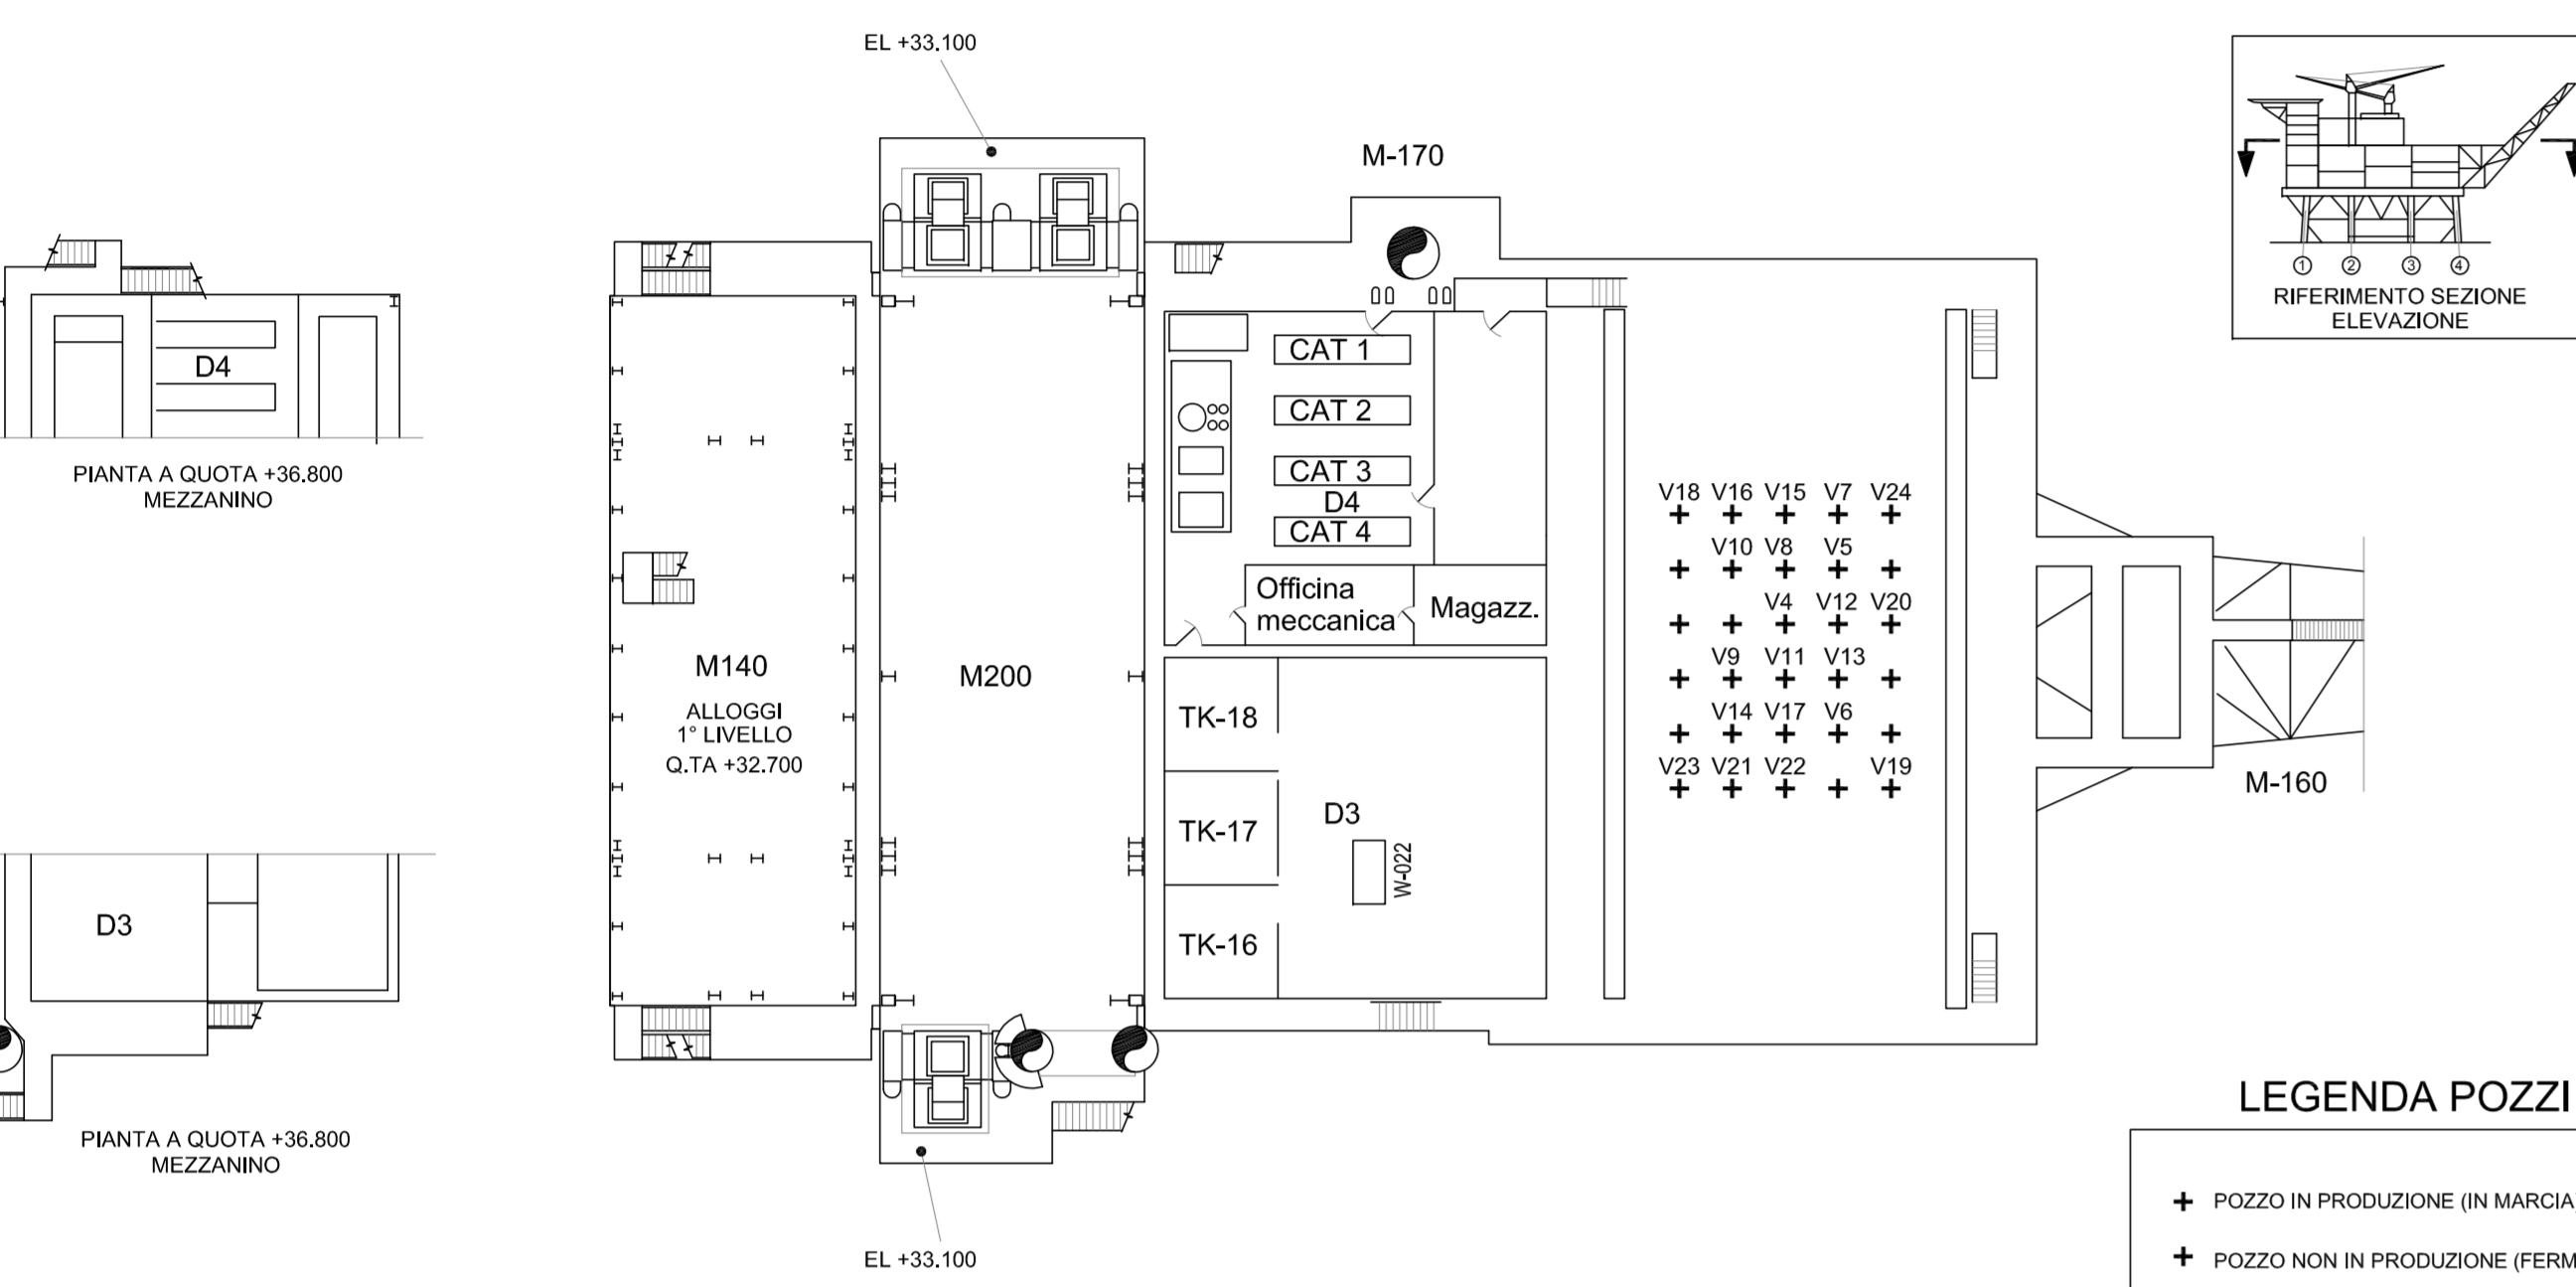 EL +33.100
M-170
RIFERIMENTO SEZIONE
ELEVAZIONE
1 2 3 4
D4
PIANTA A QUOTA +36.800
MEZZANINO
CAT 1
CAT 2
CAT 3
D4
CAT 4
Officina
meccanica
Magazz.
V18 V16 V15 V7 V24
V10 V8 V5
V4 V12 V20
V9 V11 V13
V14 V17 V6
V23 V21 V22 V19
M140
ALLOGGI
1° LIVELLO
Q.TA +32.700
M200
TK-18
TK-17
TK-16
D3
W-022
M-160
D3
PIANTA A QUOTA +36.800
MEZZANINO
EL +33.100
LEGENDA POZZI
POZZO IN PRODUZIONE (IN MARCIA
POZZO NON IN PRODUZIONE (FERM